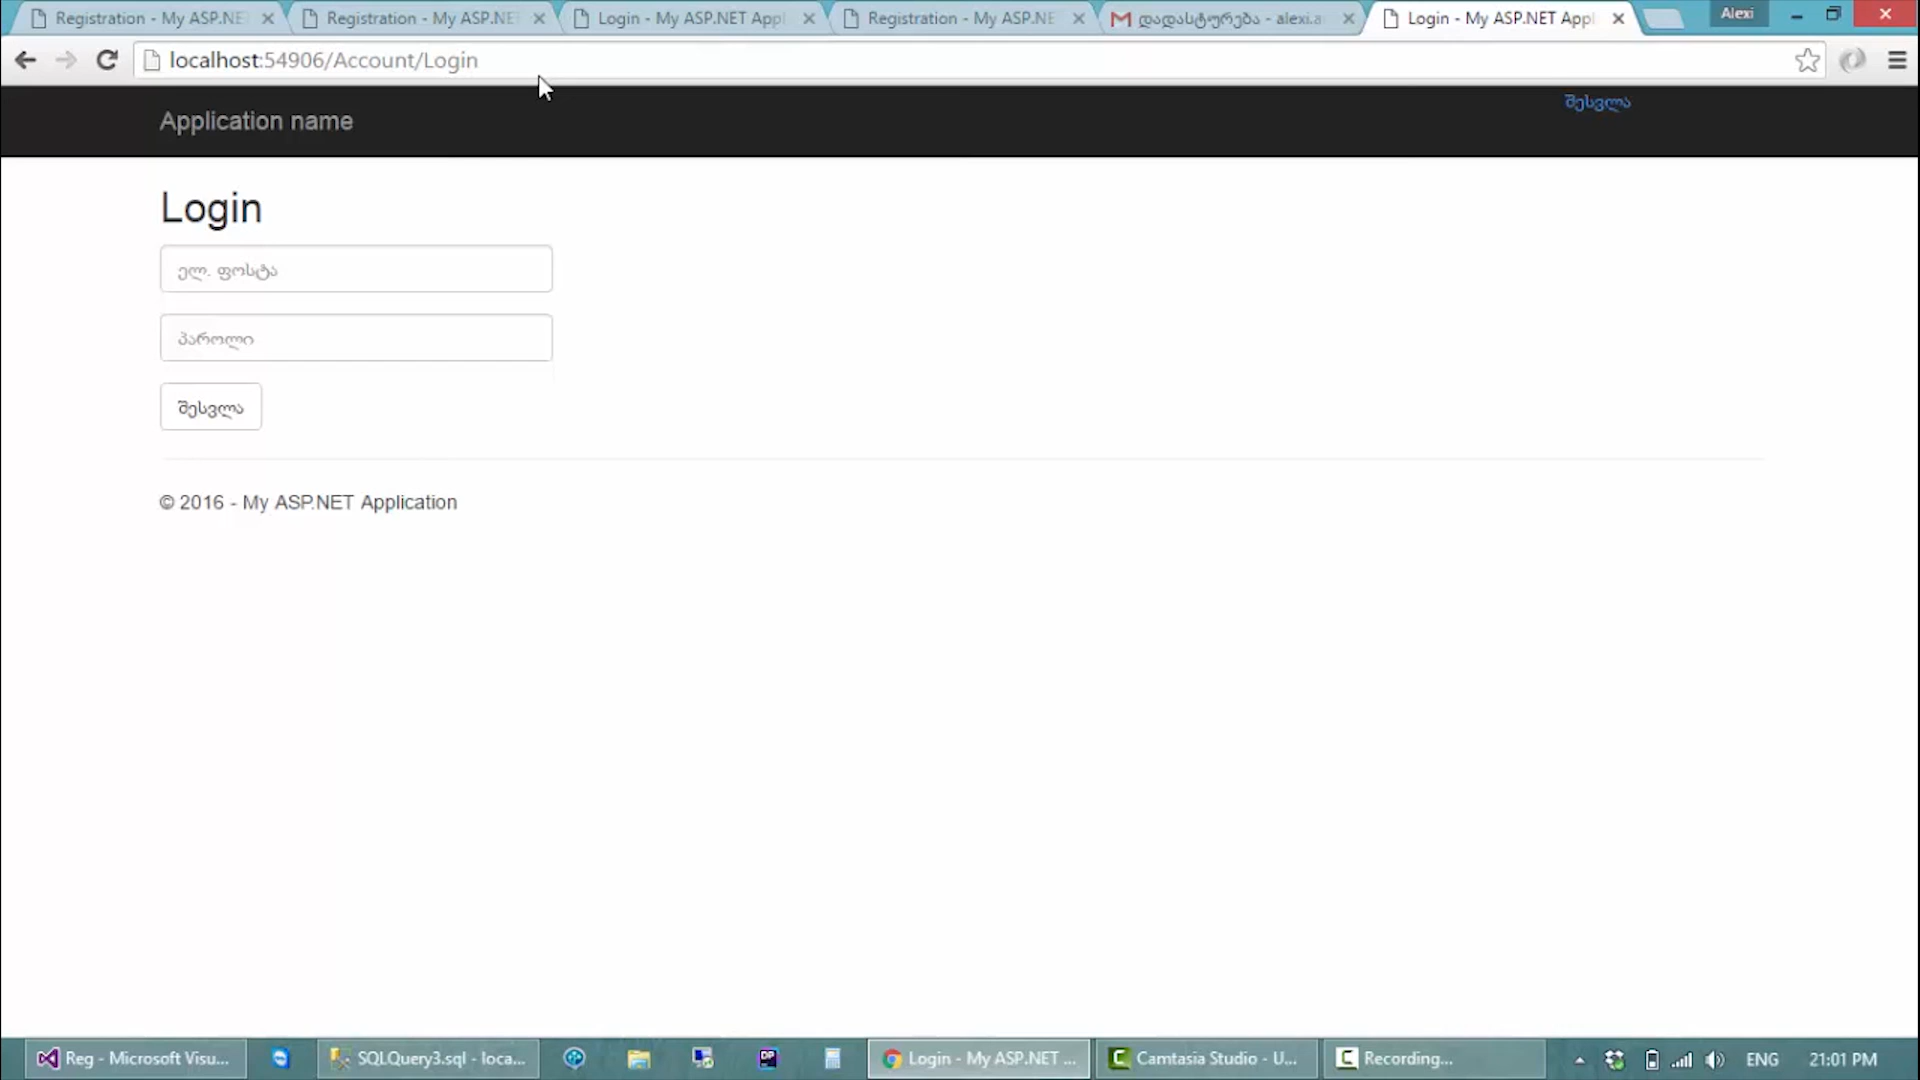 Registration - My ASP.NE
Registration - My ASP.NE
Login - My ASP.NET Appl
Registration - My ASP.NE
დადასტურება - alexi.a
Login - My ASP.NET Appl
Alexi
localhost:54906/Account/Login
Application name
შესვლა
Login
ელ. ფოსტა
პაროლი
შესვლა
© 2016 - My ASP.NET Application
Reg - Microsoft Visu...
SQLQuery3.sql - loca...
DP
Login - My ASP.NET ...
Camtasia Studio - U...
Recording...
ENG
21:01 PM